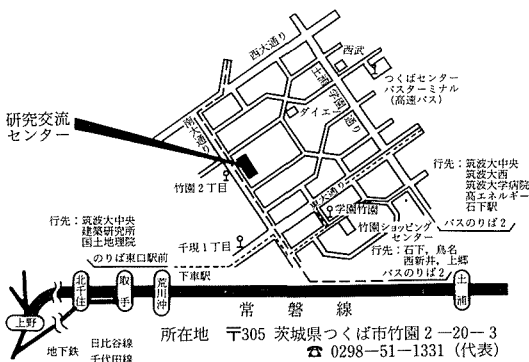 西大通り
西武
土浦学園通り
つくばセンター
バスターミナル
(高速バス)
ダイエー
南大通り
研究交流
センター
竹園2丁目
東大通り
学園竹園
竹園ショッピング
センター
行先:筑波大中央
筑波大西
筑波大学病院
高エネルギー
石下駅
バスのりば2
行先:筑波大中央
建築研究所
国土地理院
のりば東口駅前
千現1丁目
下車駅
行先:石下,鳥名
西新井,上郷
バスのりば2
上野
北千住
取手
荒川沖
土浦
常磐線
地下鉄 日比谷線
千代田線
所在地 〒305 茨城県つくば市竹園2-20-3
☎ 0298-51-1331 (代表)